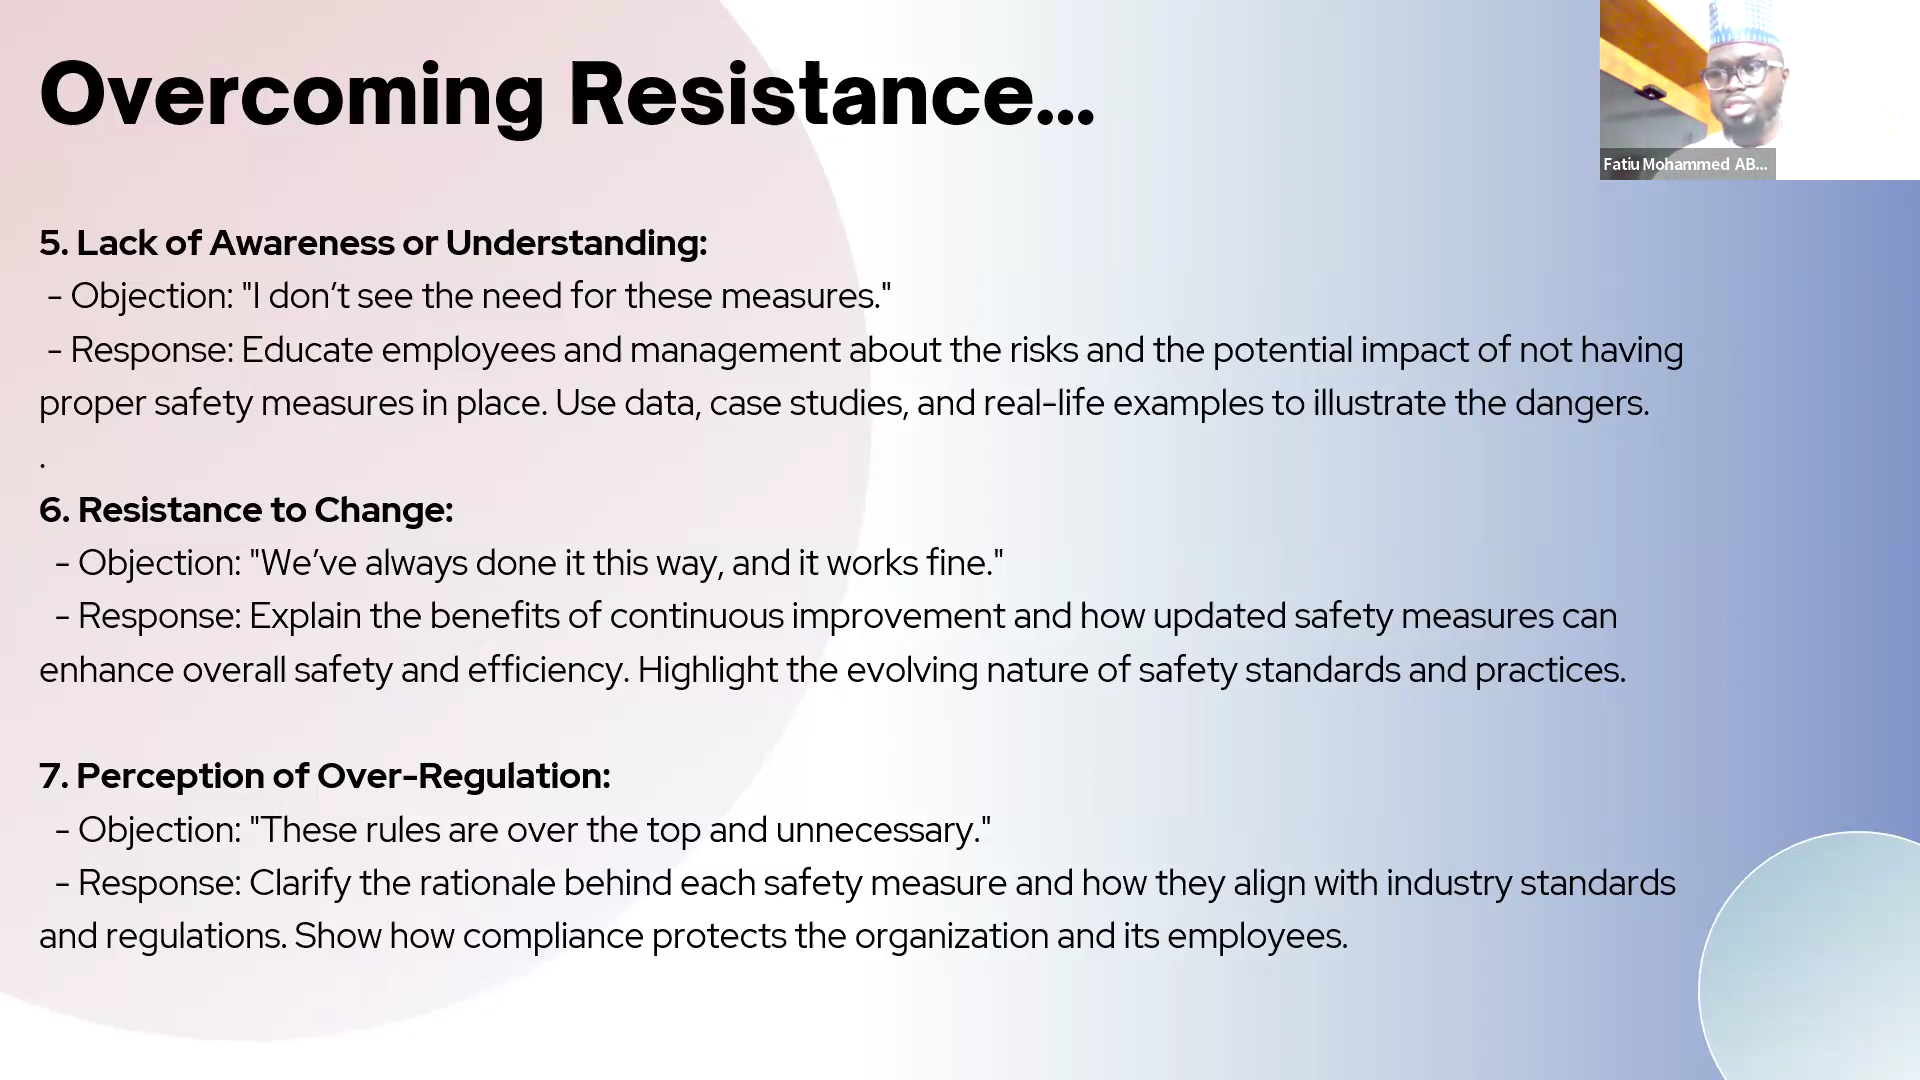 Overcoming Resistance...
Fatiu Mohammed AB...
5. Lack of Awareness or Understanding:
- Objection: "I don’t see the need for these measures."
- Response: Educate employees and management about the risks and the potential impact of not having
proper safety measures in place. Use data, case studies, and real-life examples to illustrate the dangers.
.
6. Resistance to Change:
- Objection: "We’ve always done it this way, and it works fine."
- Response: Explain the benefits of continuous improvement and how updated safety measures can
enhance overall safety and efficiency. Highlight the evolving nature of safety standards and practices.
7. Perception of Over-Regulation:
- Objection: "These rules are over the top and unnecessary."
- Response: Clarify the rationale behind each safety measure and how they align with industry standards
and regulations. Show how compliance protects the organization and its employees.